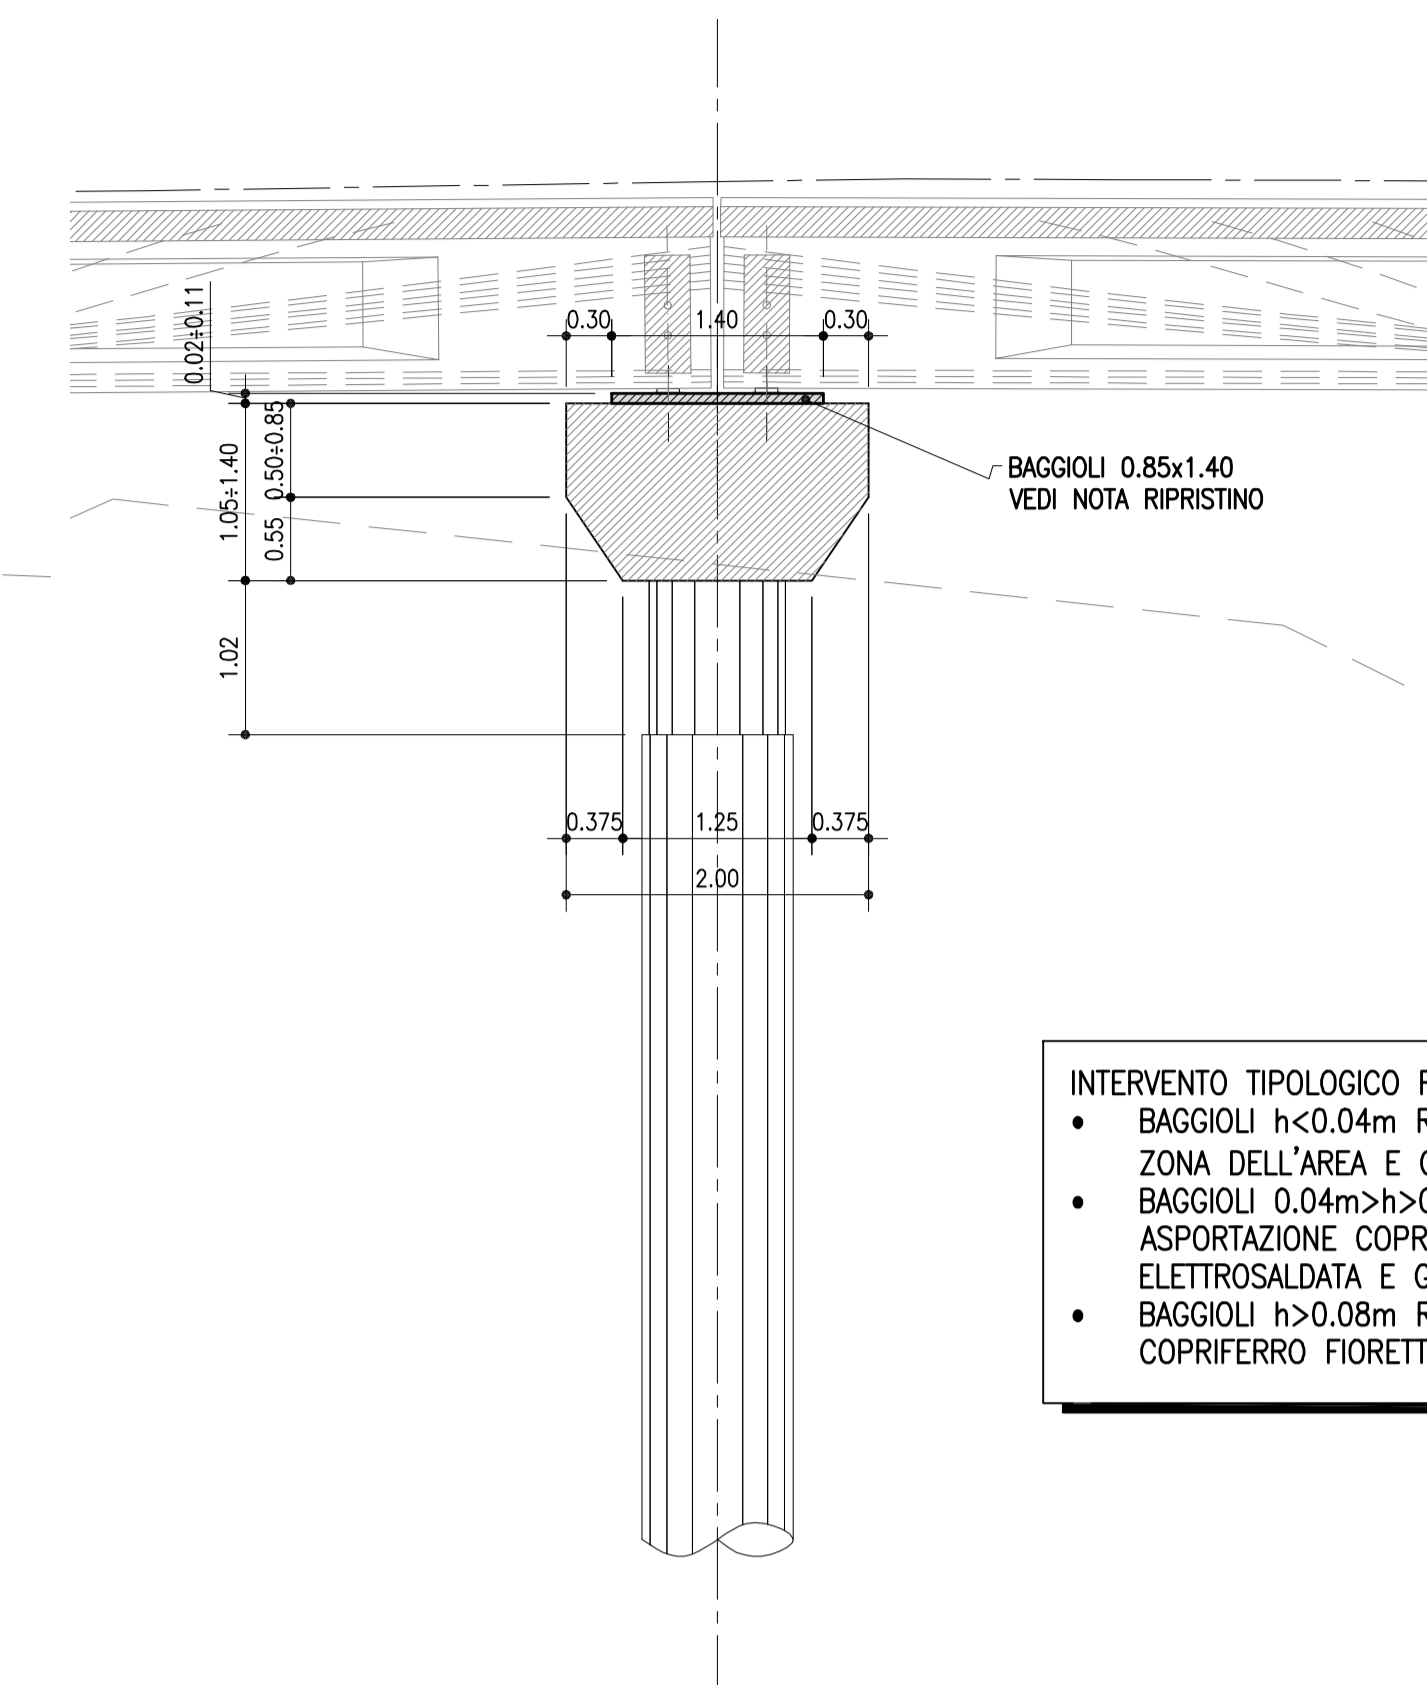 0.02÷0.11
0.30 1.40 0.30
1.05÷1.40
0.50÷0.85
0.55
BAGGIOLI 0.85x1.40
VEDI NOTA RIPRISTINO
1.02
0.375 1.25 0.375
2.00
INTERVENTO TIPOLOGICO
• BAGGIOLI h<0.04m
ZONA DELL'AREA E
• BAGGIOLI 0.04m>h>
ASPORTAZIONE COPR
ELETTROSALDATA E
• BAGGIOLI h>0.08m
COPRIFERRO FIORETT